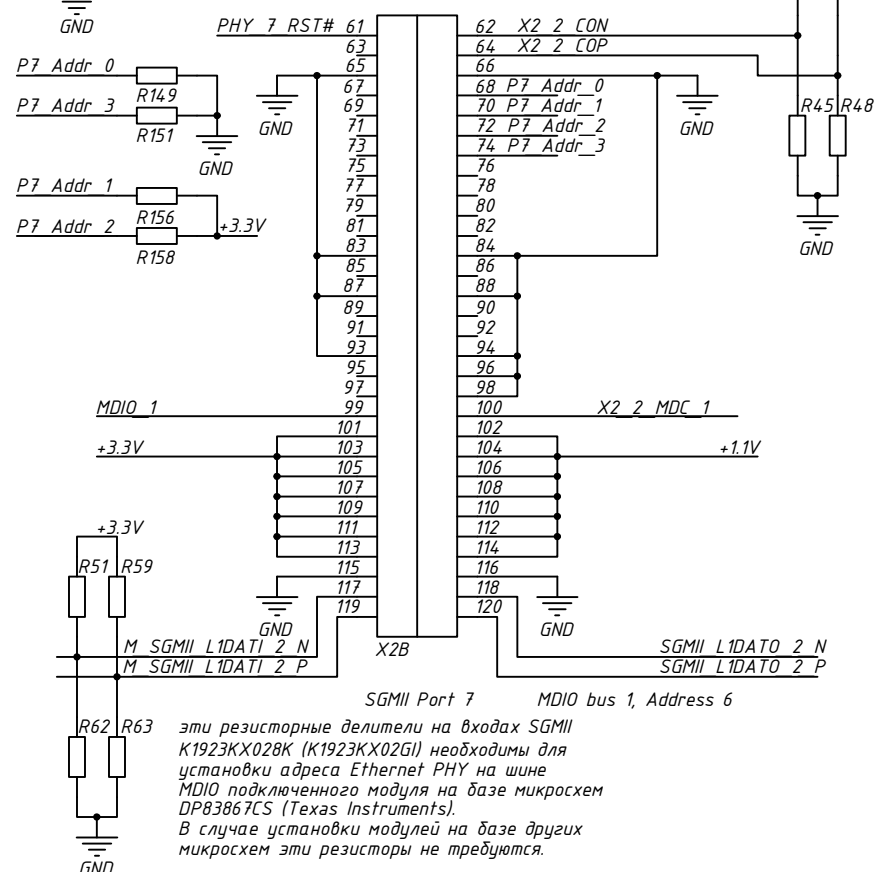 GND
PHY_7_RST# 61
62 X2_2_CON
63
64 X2_2_COP
P7_Addr_0
65
66
R149
67
68 P7_Addr_0
P7_Addr_3
69
70 P7_Addr_1
R45 R48
R151
GND
71
72 P7_Addr_2
GND
GND
73
74 P7_Addr_3
75
76
P7_Addr_1
77
78
R156
79
80
P7_Addr_2
+3.3V
81
82
R158
83
84
GND
85
86
87
88
89
90
91
92
93
94
95
96
97
98
MDIO_1
99
100
X2_2_MDC_1
101
102
+3.3V
103
104
+1.1V
105
106
107
108
109
110
+3.3V
111
112
R51 R59
113
114
115
116
117
118
119
120
GND
GND
M_SGMII_L1DATI_2_N
X2B
SGMII_L1DATO_2_N
M_SGMII_L1DATI_2_P
SGMII_L1DATO_2_P
SGMII Port 7
MDIO bus 1, Address 6
R62 R63
эти резисторные делители на входах SGMII
К1923КХ028К (K1923KX02GI) необходимы для
установки адреса Ethernet PHY на шине
MDIO подключенного модуля на базе микросхем
DP83867CS (Texas Instruments).
В случае установки модулей на базе других
микросхем эти резисторы не требуются.
GND